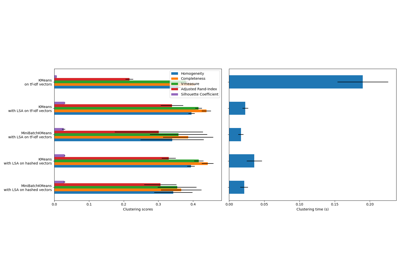 Homogeneity
Completeness
V-measure
Adjusted Rand-Index
Silhouette Coefficient
KMeans
on tf-idf vectors
KMeans
with LSA on tf-idf vectors
MiniBatchKMeans
with LSA on tf-idf vectors
KMeans
with LSA on hashed vectors
MiniBatchKMeans
with LSA on hashed vectors
0.0 0.1 0.2 0.3 0.4
Clustering scores
0.00 0.05 0.10 0.15 0.20
Clustering time (s)